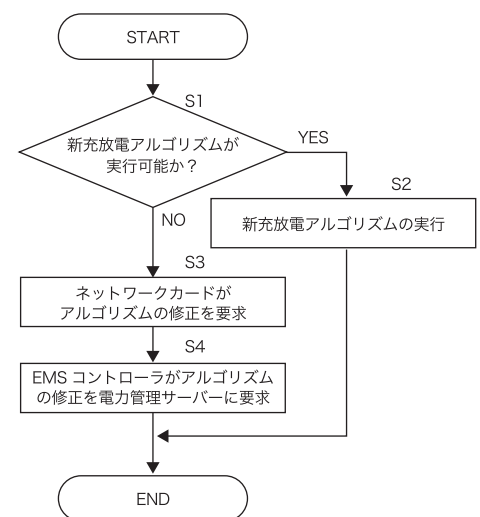 START
S1
新充放電アルゴリズムが
実行可能か？
YES
NO
S2
新充放電アルゴリズムの実行
S3
ネットワークカードが
アルゴリズムの修正を要求
S4
EMS コントローラがアルゴリズム
の修正を電力管理サーバーに要求
END